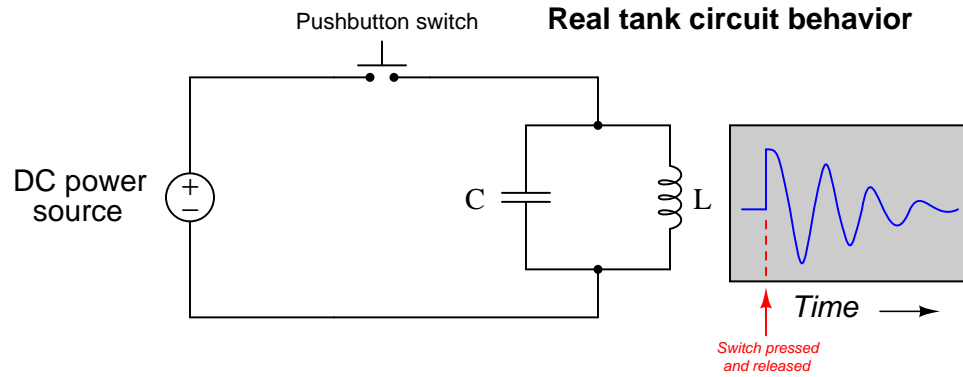 Real tank circuit behavior
Pushbutton switch
DC power
source
+
−
C
L
Time
Switch pressed
and released